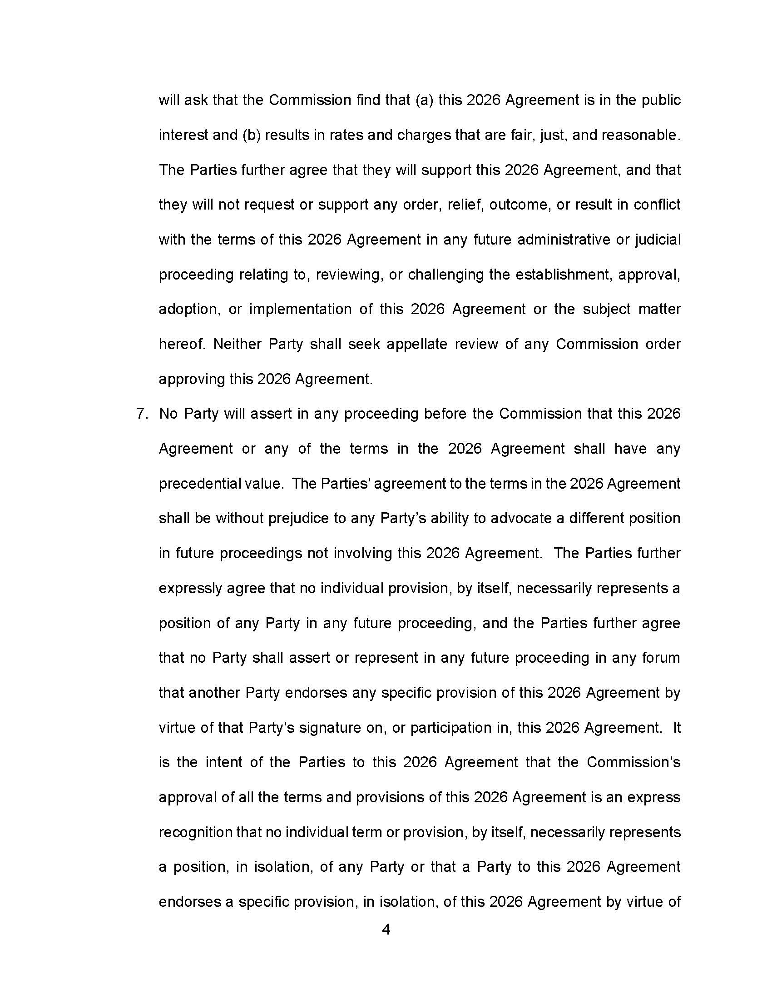 will ask that the Commission find that (a) this 2026 Agreement is in the public
interest and (b) results in rates and charges that are fair, just, and reasonable.
The Parties further agree that they will support this 2026 Agreement, and that
they will not request or support any order, relief, outcome, or result in conflict
with the terms of this 2026 Agreement in any future administrative or judicial
proceeding relating to, reviewing, or challenging the establishment, approval,
adoption, or implementation of this 2026 Agreement or the subject matter
hereof. Neither Party shall seek appellate review of any Commission order
approving this 2026 Agreement.
7. No Party will assert in any proceeding before the Commission that this 2026
Agreement or any of the terms in the 2026 Agreement shall have any
precedential value.  The Parties’ agreement to the terms in the 2026 Agreement
shall be without prejudice to any Party’s ability to advocate a different position
in future proceedings not involving this 2026 Agreement.  The Parties further
expressly agree that no individual provision, by itself, necessarily represents a
position of any Party in any future proceeding, and the Parties further agree
that no Party shall assert or represent in any future proceeding in any forum
that another Party endorses any specific provision of this 2026 Agreement by
virtue of that Party’s signature on, or participation in, this 2026 Agreement.  It
is the intent of the Parties to this 2026 Agreement that the Commission’s
approval of all the terms and provisions of this 2026 Agreement is an express
recognition that no individual term or provision, by itself, necessarily represents
a position, in isolation, of any Party or that a Party to this 2026 Agreement
endorses a specific provision, in isolation, of this 2026 Agreement by virtue of
4